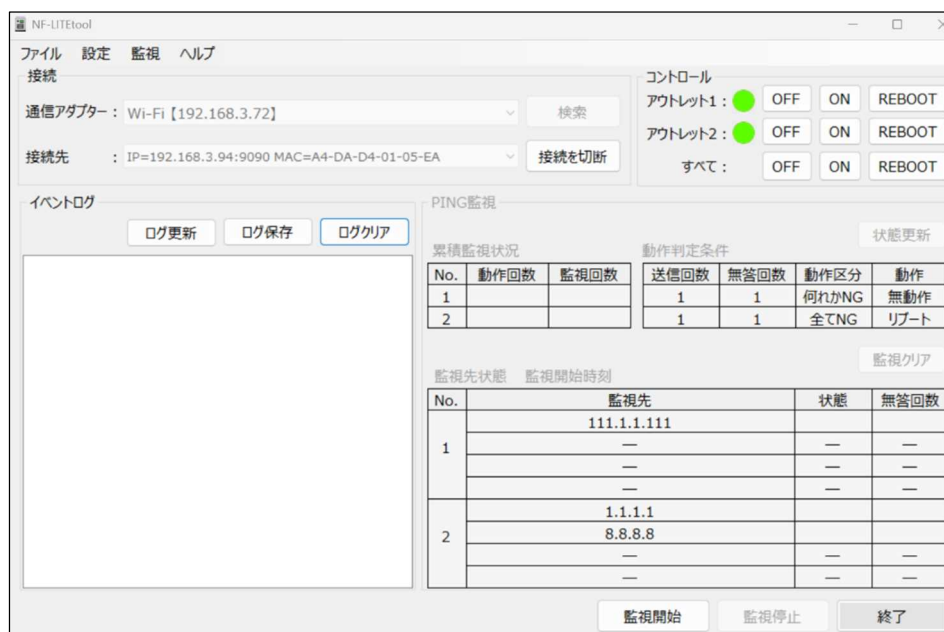 NF-LITEtool
ファイル 設定 監視 ヘルプ
接続
通信アダプター : Wi-Fi【192.168.3.72】 検索
接続先 : IP=192.168.3.94:9090 MAC=A4-DA-D4-01-05-EA 接続を切断
コントロール
アウトレット1 : OFF ON REBOOT
アウトレット2 : OFF ON REBOOT
すべて : OFF ON REBOOT
イベントログ
ログ更新 ログ保存 ログクリア
PING監視
状態更新
累積監視状況
No. 動作回数 監視回数
1
2
動作判定条件
送信回数 無答回数 動作区分 動作
1 1 何れかNG 無動作
1 1 全てNG リブート
監視クリア
監視先状態 監視開始時刻
No. 監視先 状態 無答回数
1 111.1.1.111
— — —
— — —
— — —
2 1.1.1.1
8.8.8.8
— — —
— — —
監視開始 監視停止 終了